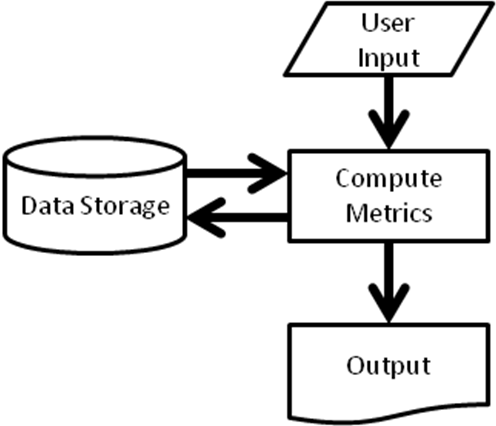 User
Input
Data Storage
Compute
Metrics
Output